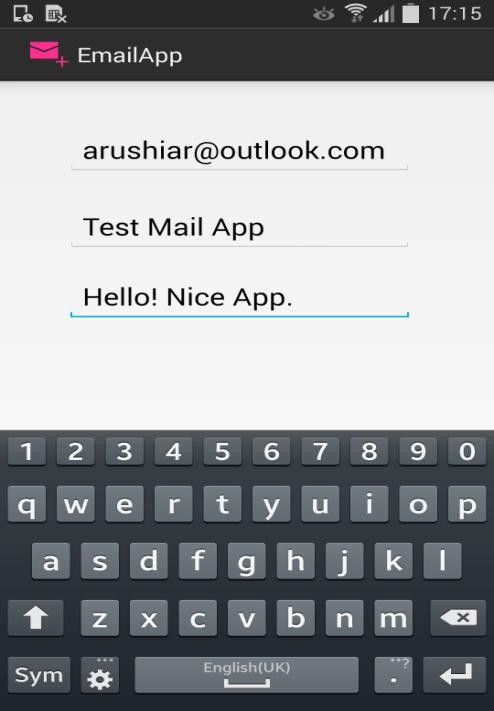 17:15
EmailApp
arushiar@outlook.com
Test Mail App
Hello! Nice App.
1 2 3 4 5 6 7 8 9 0
q w e r t y u i o p
a s d f g h j k l
z x c v b n m
Sym English(UK) . ,,?